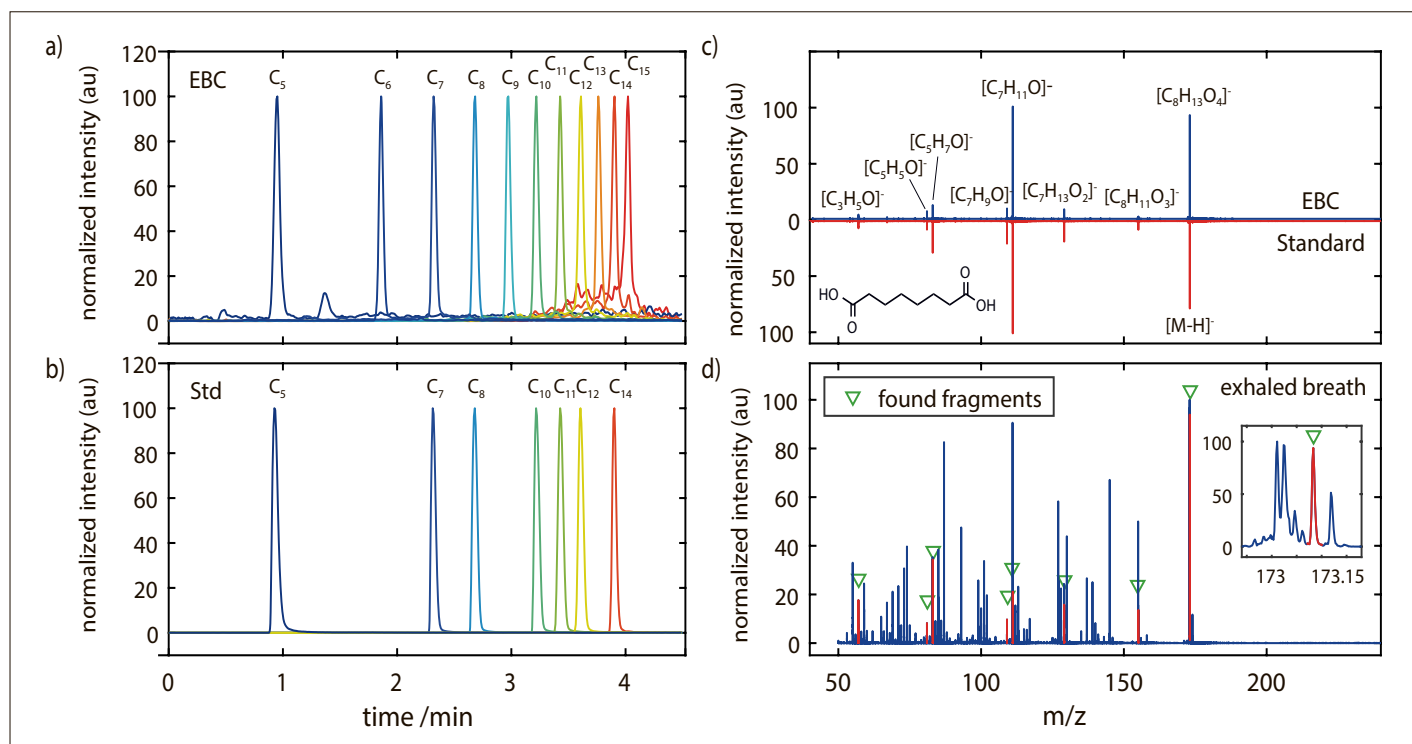 a)
normalized intensity (au)
120
100
80
60
40
20
0
EBC
C5
C6
C7
C8
C9
C10
C11
C12
C13
C14
C15
b)
normalized intensity (au)
120
100
80
60
40
20
0
Std
C5
C7
C8
C10
C11
C12
C14
0 1 2 3 4
time /min
c)
normalized intensity (au)
100
50
0
50
100
[C7H11O]-
[C8H13O4]-
[C5H7O]-
[C5H5O]-
[C3H5O]-
[C7H9O]-
[C7H13O2]-
[C8H11O3]-
EBC
Standard
HO
O
O
OH
[M-H]-
d)
normalized intensity (au)
100
80
60
40
20
0
found fragments
exhaled breath
100
50
0
173 173.15
50 100 150 200
m/z